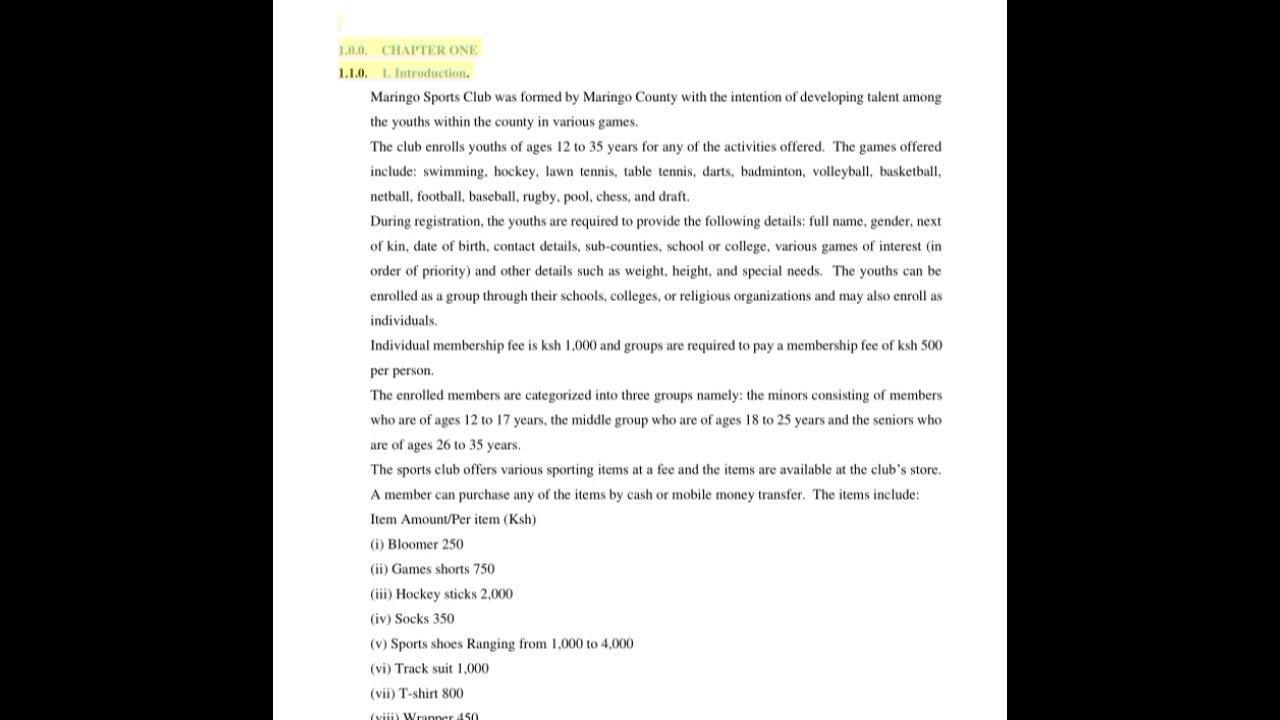 1.0.0. CHAPTER ONE
1.1.0. 1. Introduction.
Maringo Sports Club was formed by Maringo County with the intention of developing talent among
the youths within the county in various games.
The club enrolls youths of ages 12 to 35 years for any of the activities offered. The games offered
include: swimming, hockey, lawn tennis, table tennis, darts, badminton, volleyball, basketball,
netball, football, baseball, rugby, pool, chess, and draft.
During registration, the youths are required to provide the following details: full name, gender, next
of kin, date of birth, contact details, sub-counties, school or college, various games of interest (in
order of priority) and other details such as weight, height, and special needs. The youths can be
enrolled as a group through their schools, colleges, or religious organizations and may also enroll as
individuals.
Individual membership fee is ksh 1,000 and groups are required to pay a membership fee of ksh 500
per person.
The enrolled members are categorized into three groups namely: the minors consisting of members
who are of ages 12 to 17 years, the middle group who are of ages 18 to 25 years and the seniors who
are of ages 26 to 35 years.
The sports club offers various sporting items at a fee and the items are available at the club's store.
A member can purchase any of the items by cash or mobile money transfer. The items include:
Item Amount/Per item (Ksh)
(i) Bloomer 250
(ii) Games shorts 750
(iii) Hockey sticks 2,000
(iv) Socks 350
(v) Sports shoes Ranging from 1,000 to 4,000
(vi) Track suit 1,000
(vii) T-shirt 800
(viii) Wrapper 450